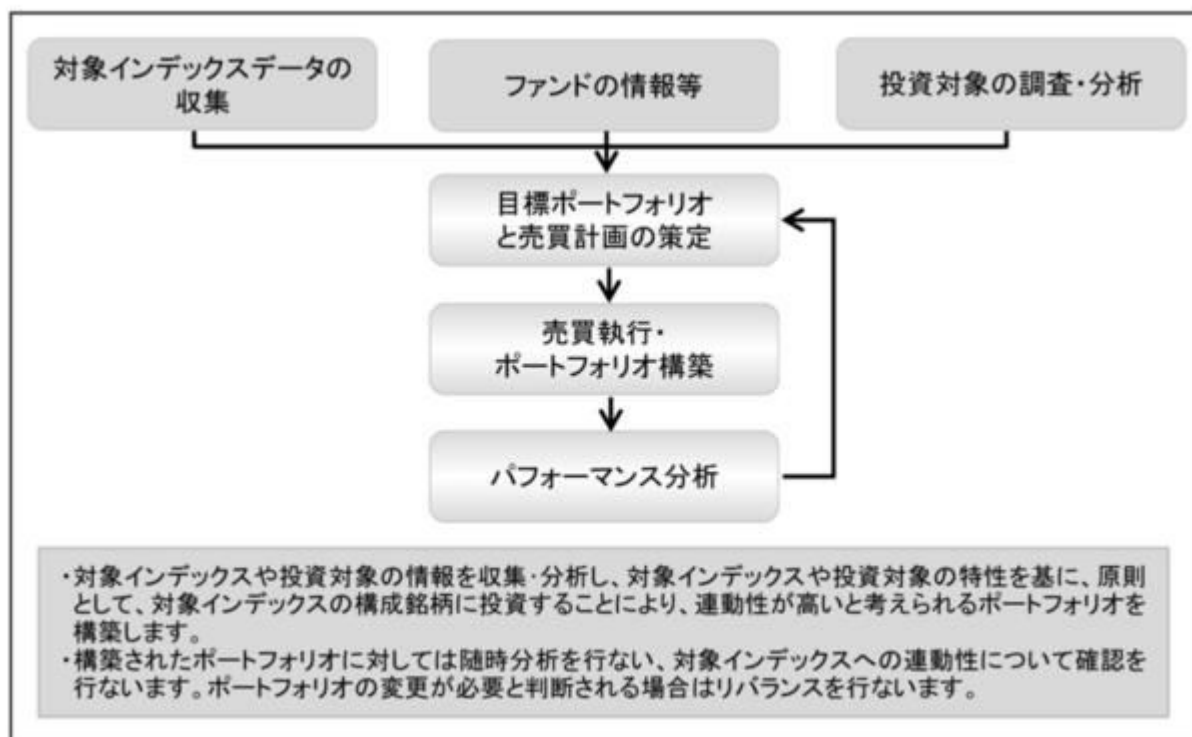 対象インデックスデータの
収集
ファンドの情報等
投資対象の調査・分析
目標ポートフォリオ
と売買計画の策定
売買執行・
ポートフォリオ構築
パフォーマンス分析
・対象インデックスや投資対象の情報を収集・分析し、対象インデックスや投資対象の特性を基に、原則
として、対象インデックスの構成銘柄に投資することにより、連動性が高いと考えられるポートフォリオを
構築します。
・構築されたポートフォリオに対しては随時分析を行ない、対象インデックスへの連動性について確認を
行ないます。ポートフォリオの変更が必要と判断される場合はリバランスを行ないます。